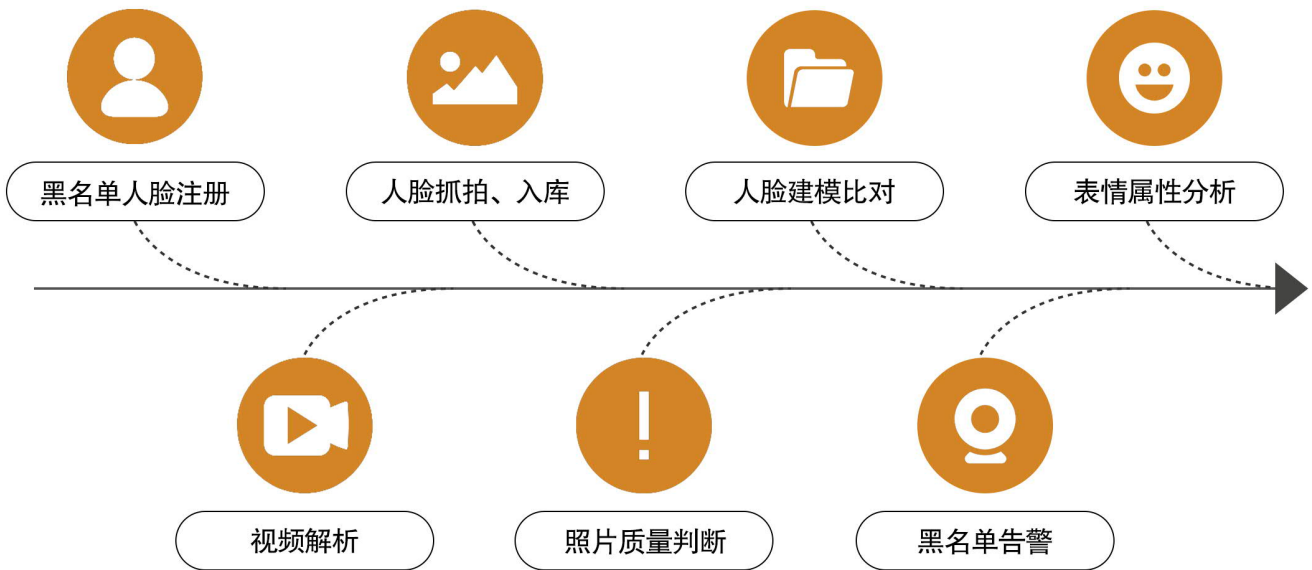 黑名单人脸注册
人脸抓拍、入库
人脸建模比对
表情属性分析
视频解析
照片质量判断
黑名单告警